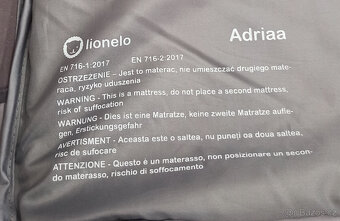 lionelo
Adriaa
EN 716-1:2017 EN 716-2:2017
OSTRZEŻENIE – Jest to materac, nie umieszczać drugiego mate-
raca, ryzyko uduszenia
WARNING - This is a mattress, do not place a second mattress,
risk of suffocation
WARNUNG - Dies ist eine Matratze, keine zweite Matratze aufle-
gen, Erstickungsgefahr
AVERTISMENT - Aceasta este o saltea, nu puneți oa doua saltea,
risc de sufocare
ATTENZIONE - Questo è un materasso, non posizionare un secon-
do materasso, rischio di soffocamento